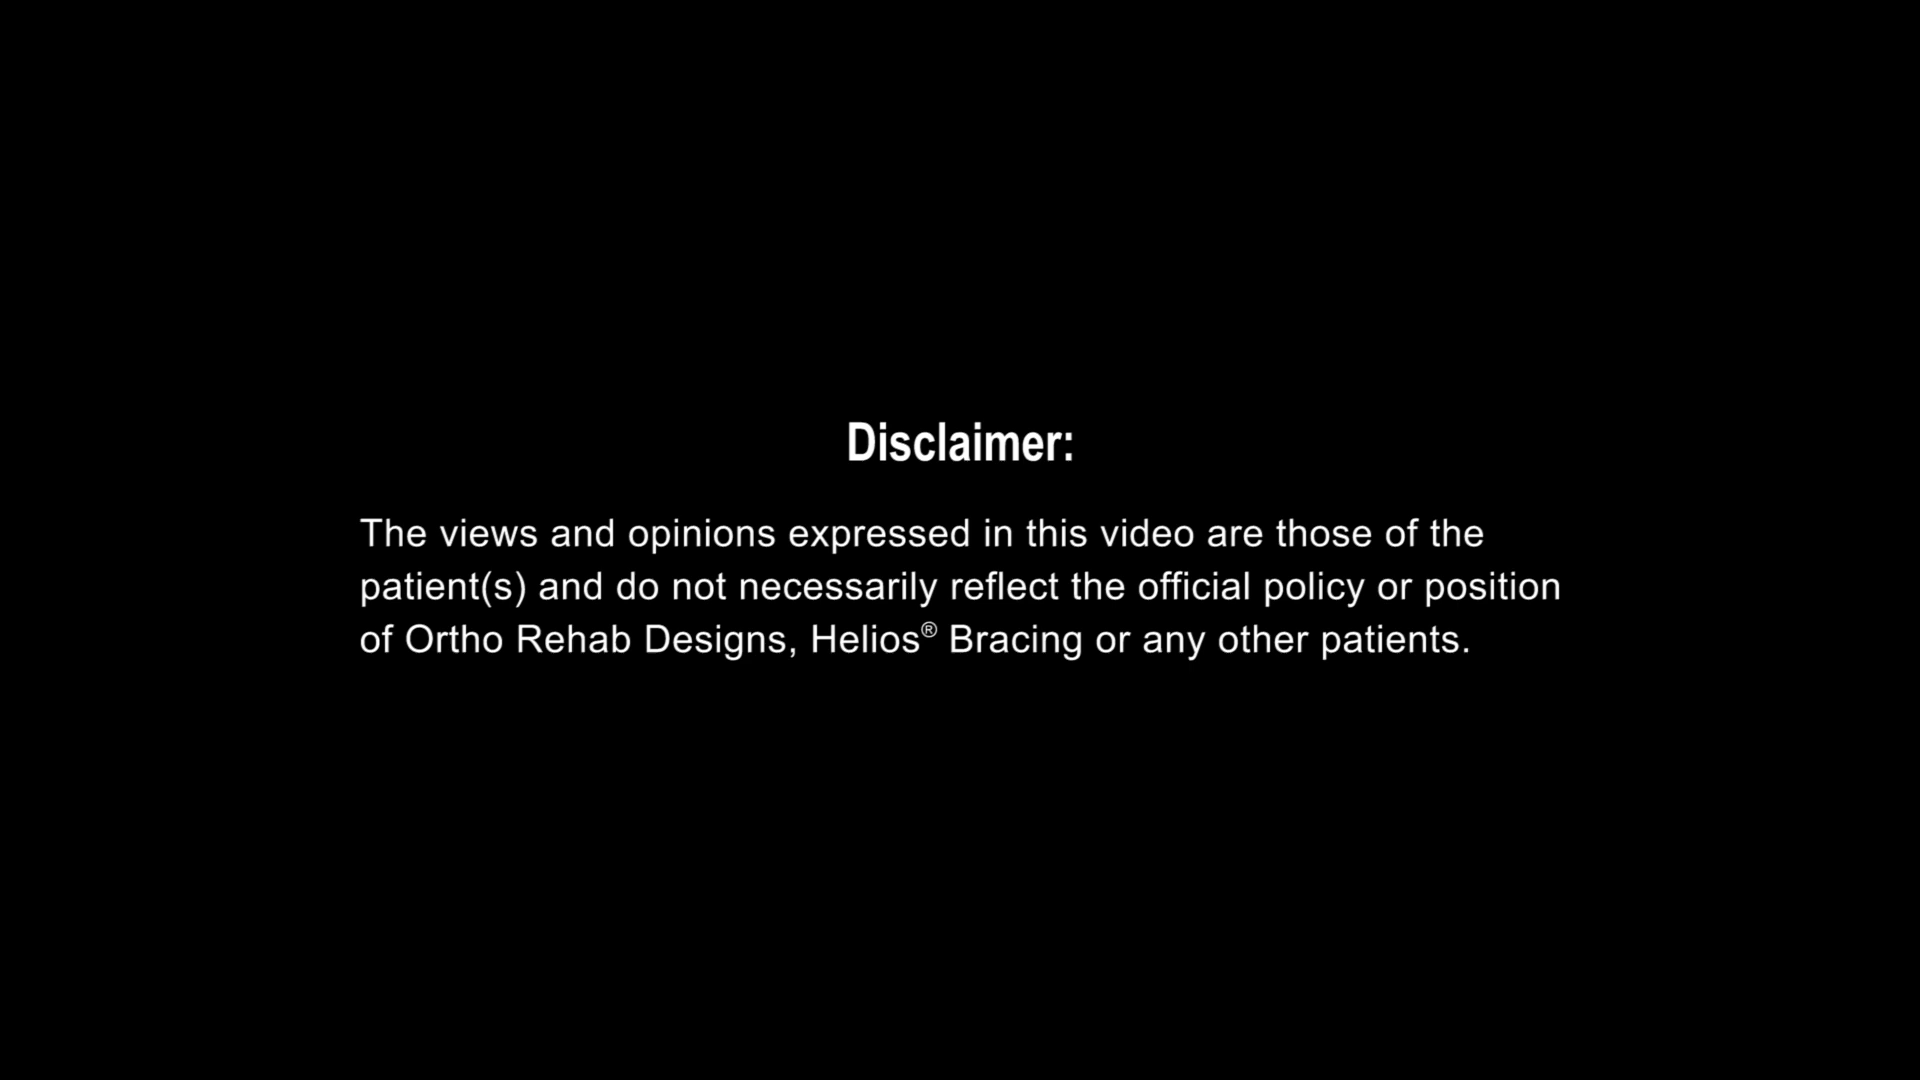 Disclaimer:
The views and opinions expressed in this video are those of the
patient(s) and do not necessarily reflect the official policy or position
of Ortho Rehab Designs, Helios® Bracing or any other patients.